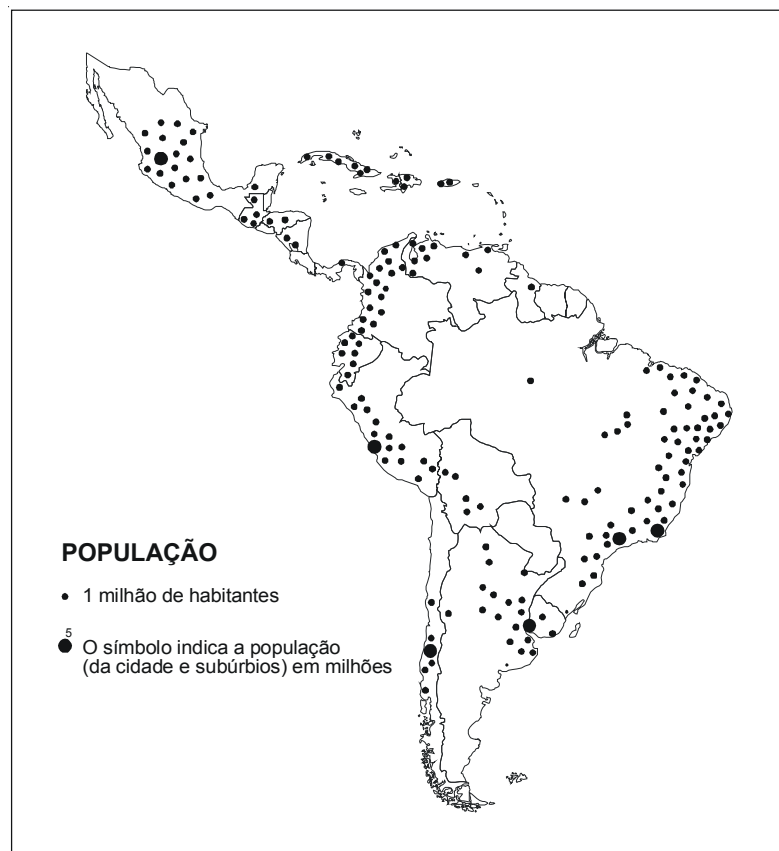 POPULAÇÃO
1 milhão de habitantes
5
O símbolo indica a população
(da cidade e subúrbios) em milhões